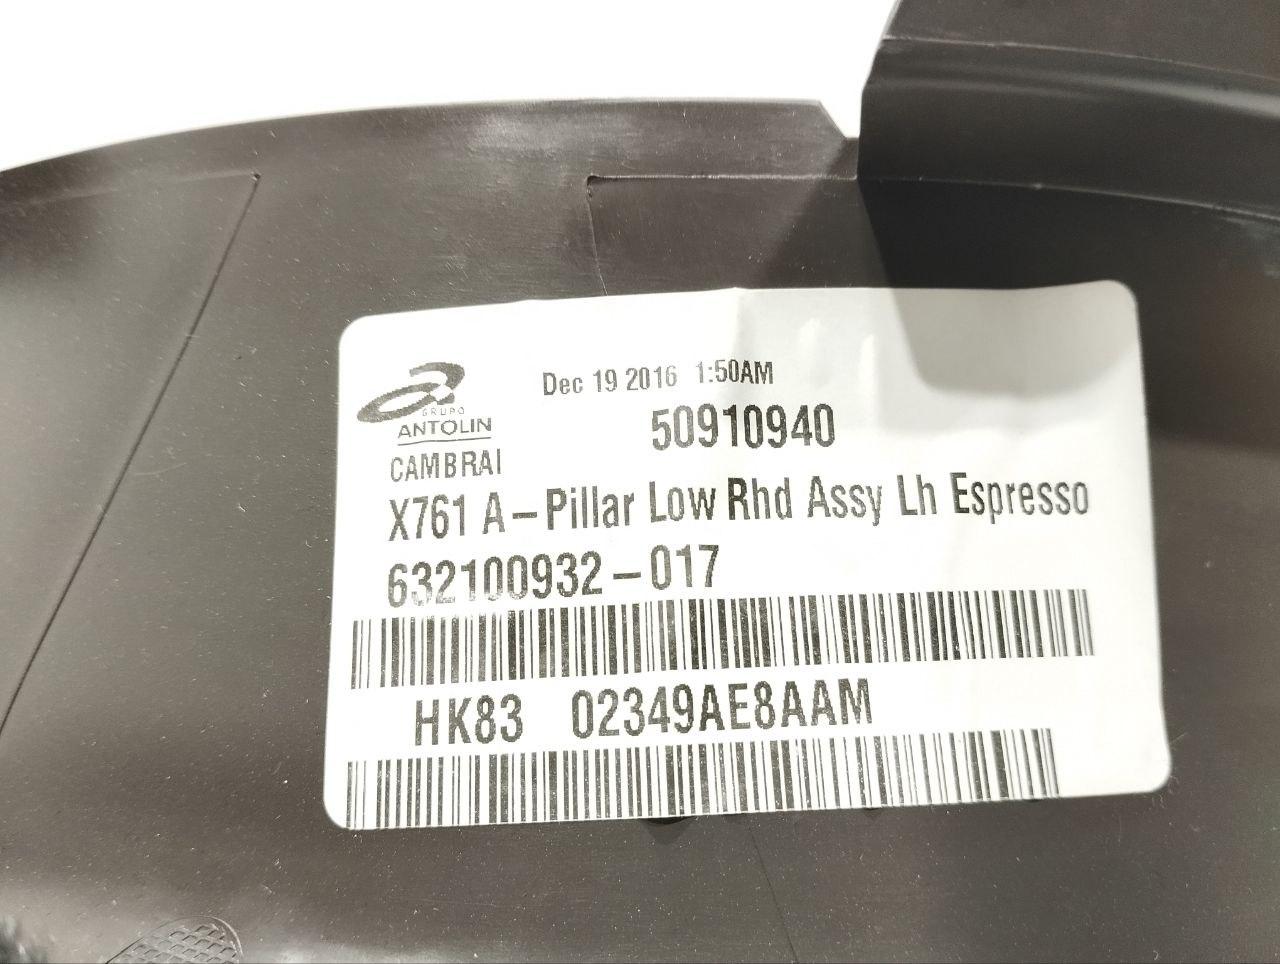 Dec 19 2016 1:50AM
GRUPO
ANTOLIN
50910940
CAMBRAI
X761 A-Pillar Low Rhd Assy Lh Espresso
632100932-017
HK83 02349AE8AAM